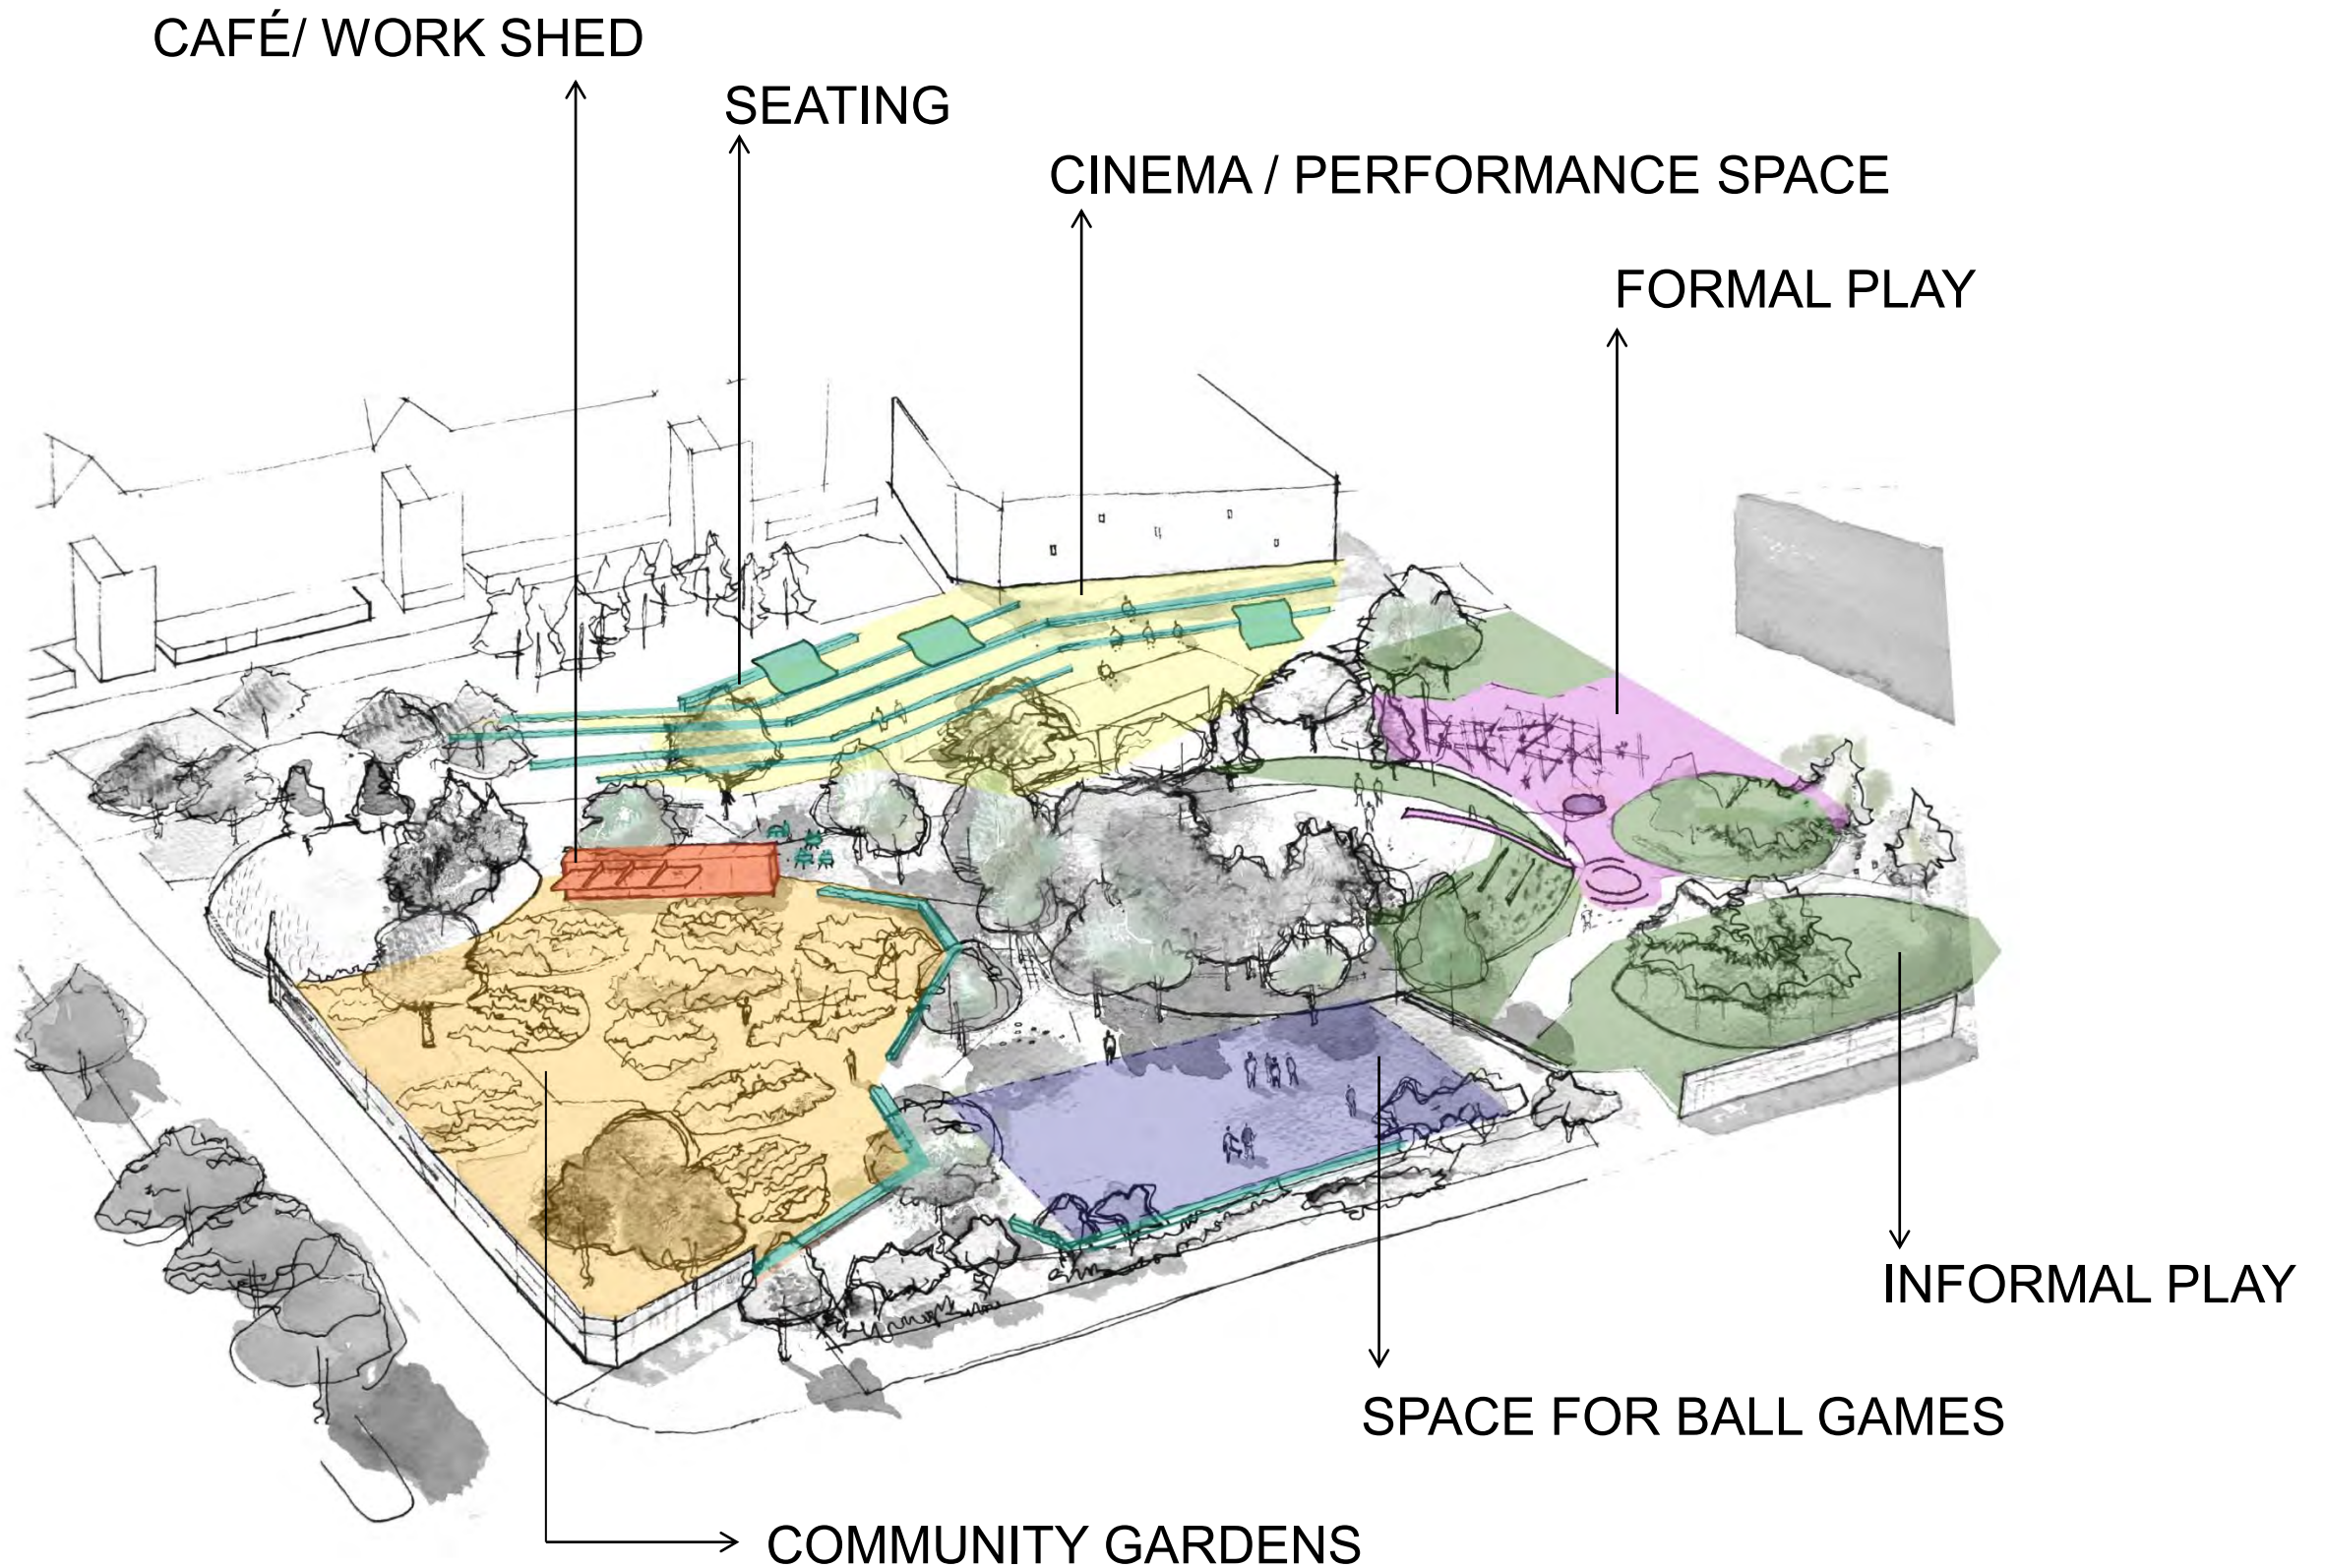 CAFÉ/ WORK SHED
SEATING
CINEMA / PERFORMANCE SPACE
FORMAL PLAY
INFORMAL PLAY
SPACE FOR BALL GAMES
COMMUNITY GARDENS